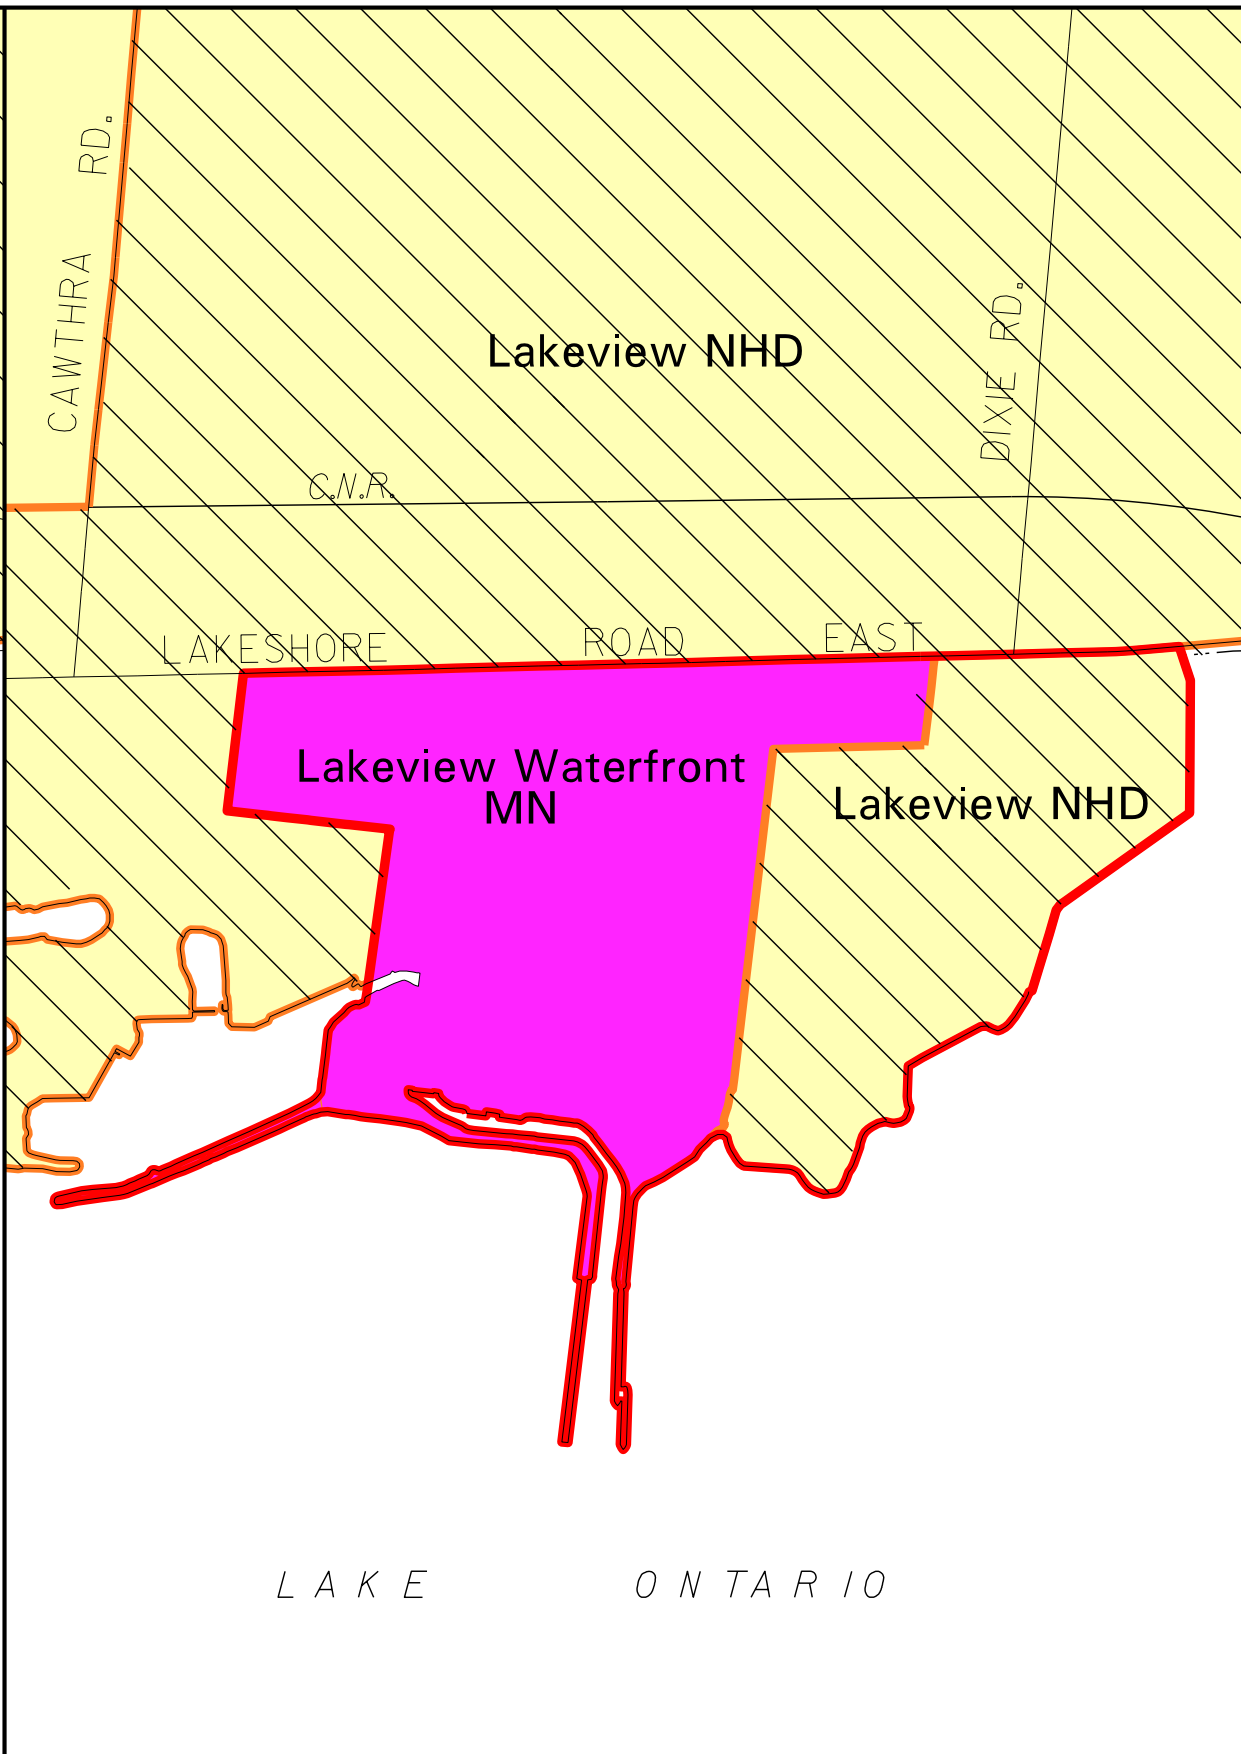 CAWTHRA RD.
Lakeview NHD
DIXIE RD.
C.N.R.
LAKESHORE ROAD EAST
Lakeview Waterfront
MN
Lakeview NHD
LAKE ONTARIO